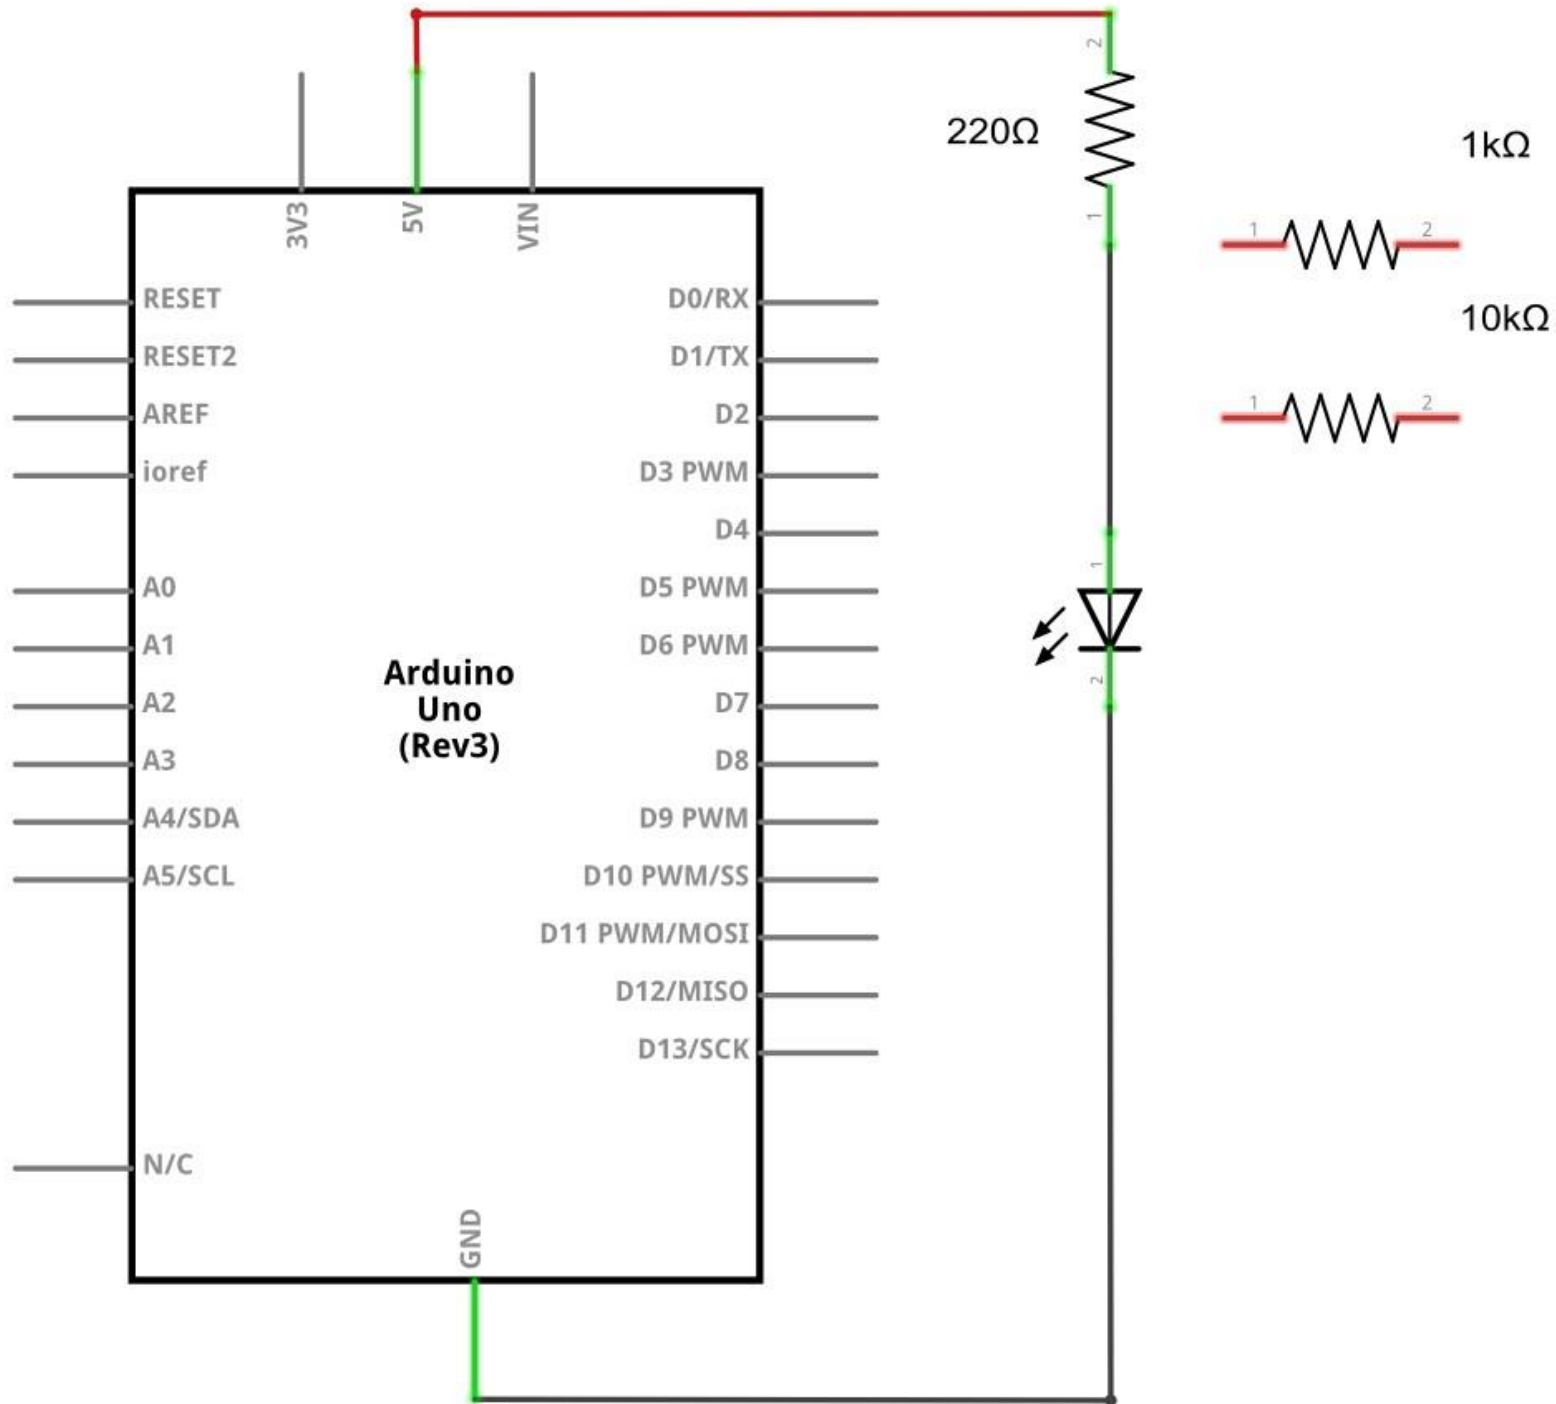 2
220Ω
1kΩ
1
3V3
5V
VIN
1
2
RESET
D0/RX
10kΩ
RESET2
D1/TX
AREF
D2
1
2
ioref
D3 PWM
D4
1
A0
D5 PWM
A1
D6 PWM
Arduino
Uno
(Rev3)
2
A2
D7
A3
D8
A4/SDA
D9 PWM
A5/SCL
D10 PWM/SS
D11 PWM/MOSI
D12/MISO
D13/SCK
N/C
GND